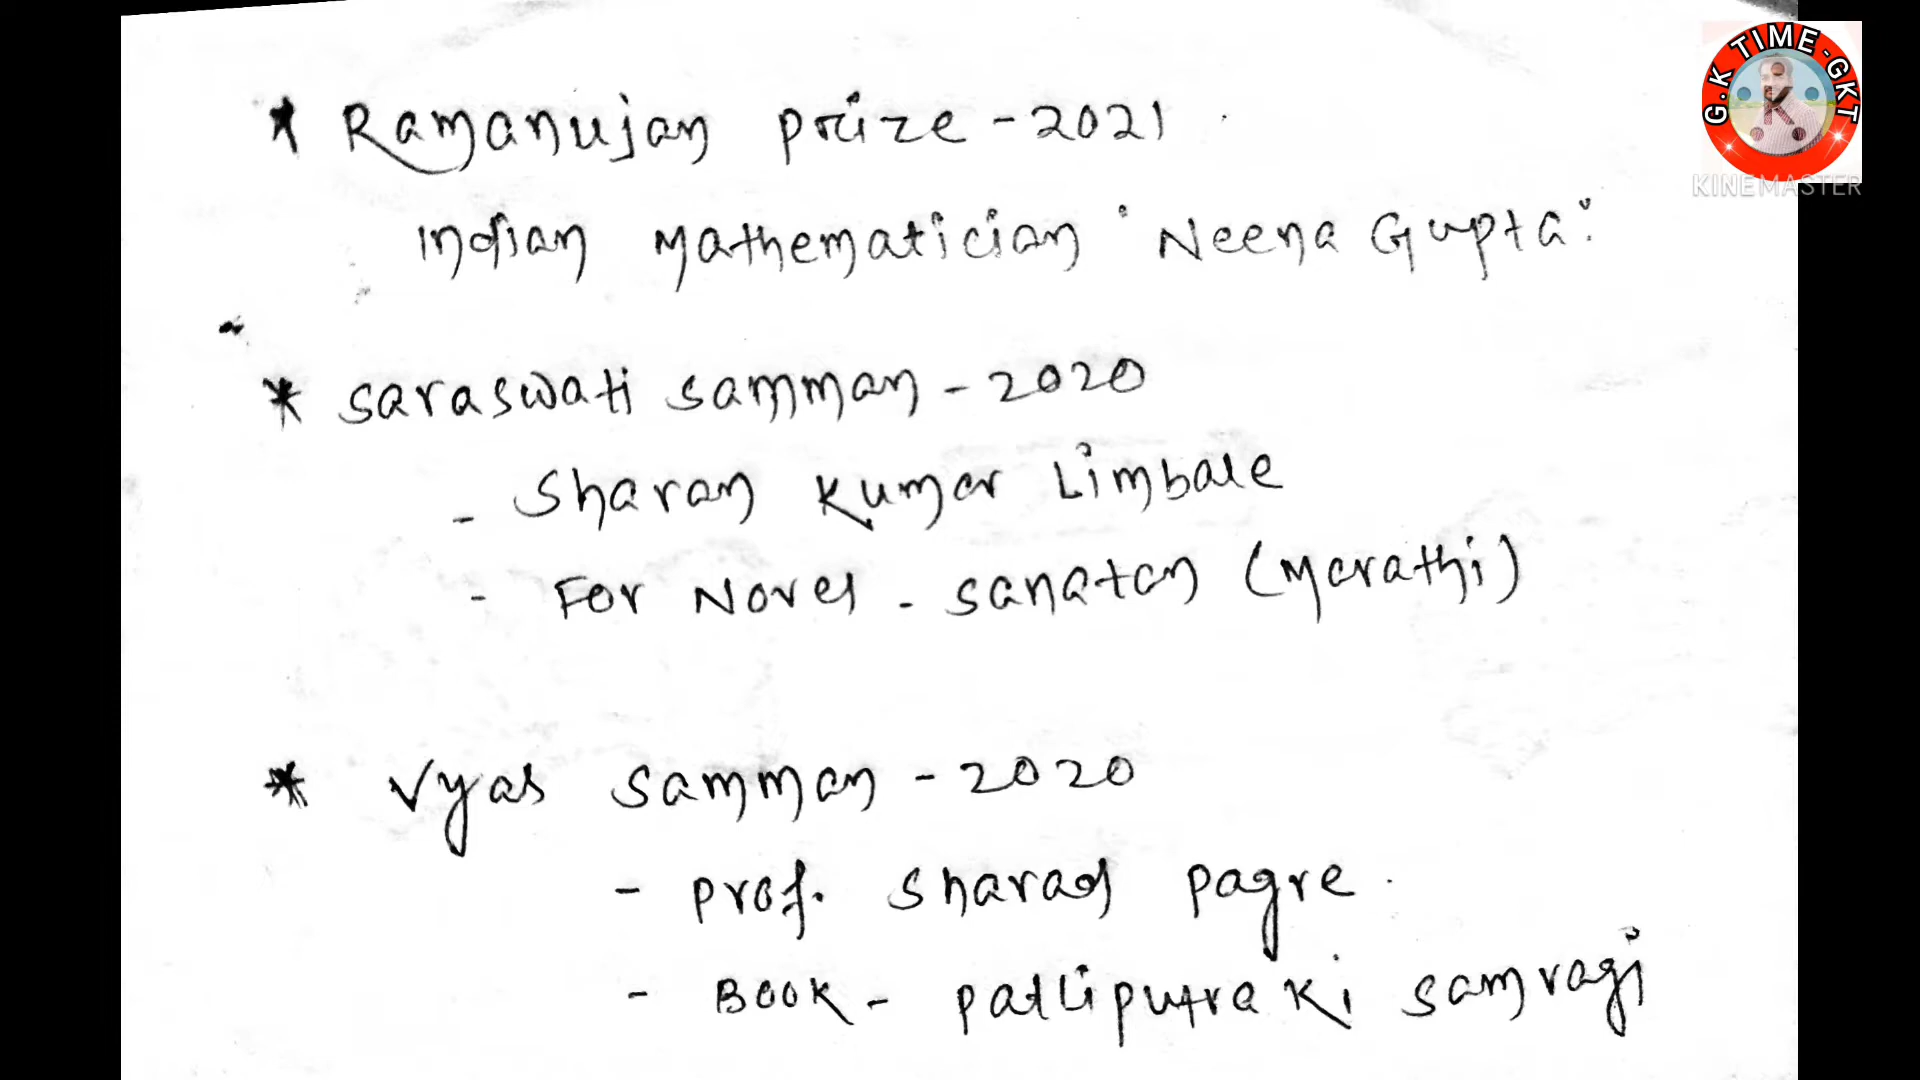 * Ramanujan prize - 2021
Indian Mathematician "Neena Gupta"
* Saraswati Samman - 2020
- Sharan Kumar Limbale
- For Novel - Sanatan (Marathi)
* Vyas Samman - 2020
- Prof. Sharad Pagre
- Book - Patliputra Ki Samragi
G.K TIME-GKT
KINEMASTER